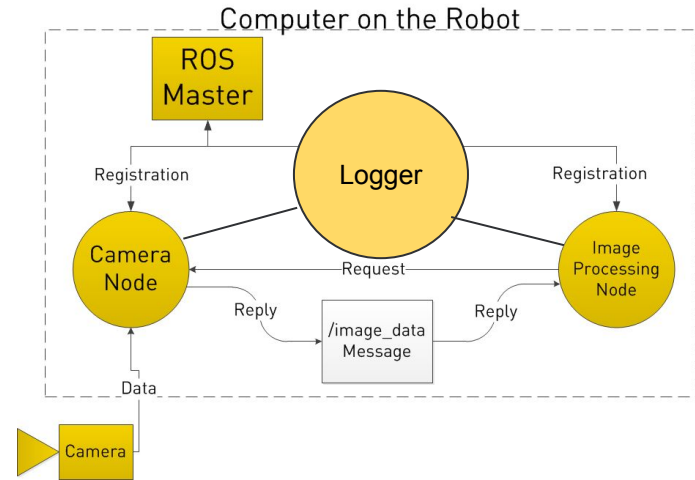 Computer on the Robot
ROS
Master
Logger
Registration
Registration
Camera
Node
Image
Processing
Node
Request
Reply
Reply
/image_data
Message
Data
Camera